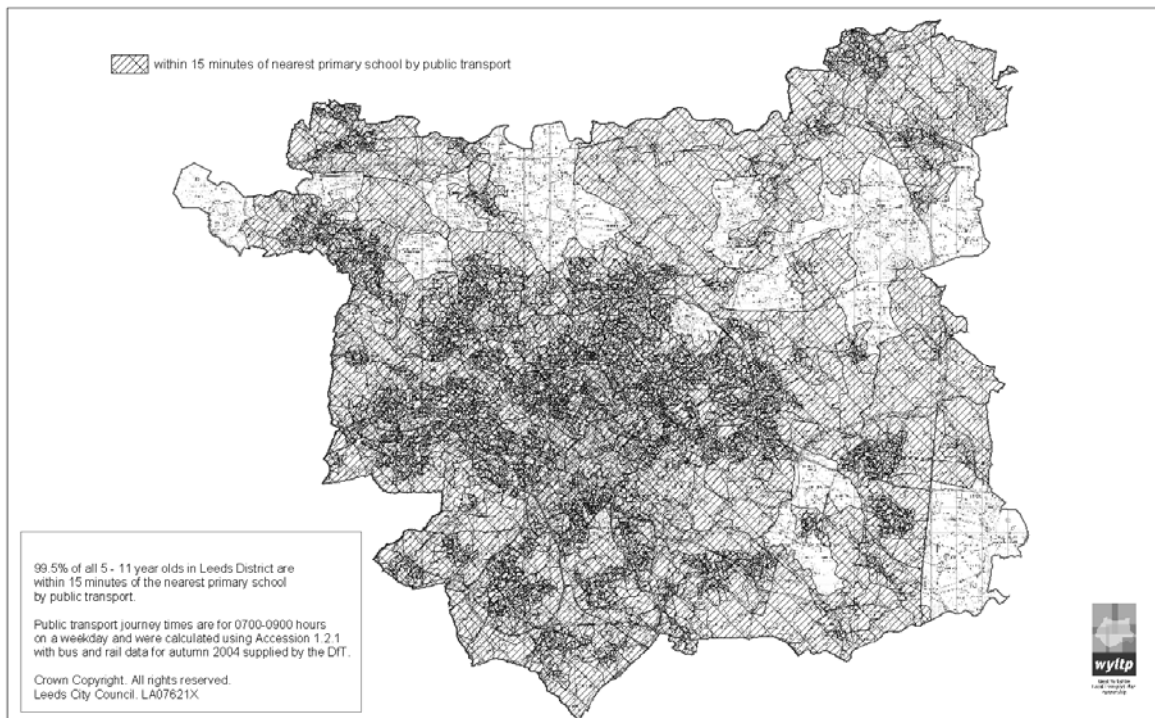 within 15 minutes of nearest primary school by public transport
99.5% of all 5 - 11 year olds in Leeds District are
within 15 minutes of the nearest primary school
by public transport.
Public transport journey times are for 0700-0900 hours
on a weekday and were calculated using Accession 1.2.1
with bus and rail data for autumn 2004 supplied by the DfT.
Crown Copyright. All rights reserved.
Leeds City Council. LA07621X
wyltp